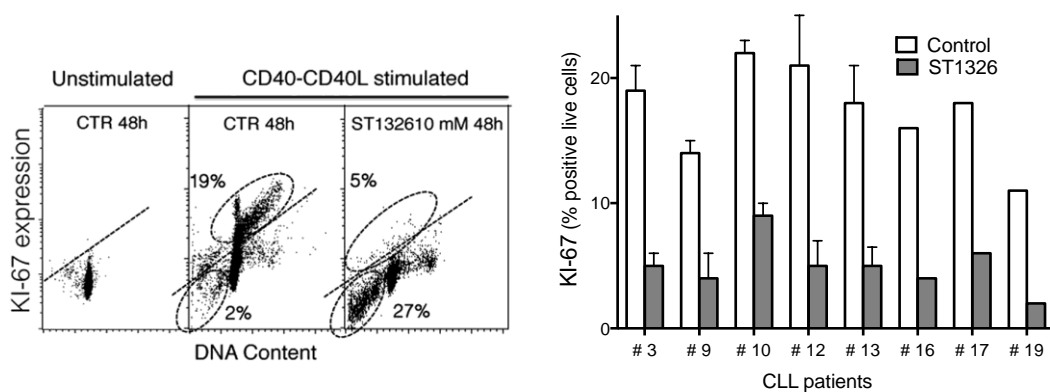 Unstimulated
CD40-CD40L stimulated
CTR 48h
CTR 48h
ST132610 mM 48h
19%
5%
2%
27%
KI-67 expression
DNA Content
KI-67 (% positive live cells)
20
10
0
Control
ST1326
# 3
# 9
# 10
# 12
# 13
# 16
# 17
# 19
CLL patients